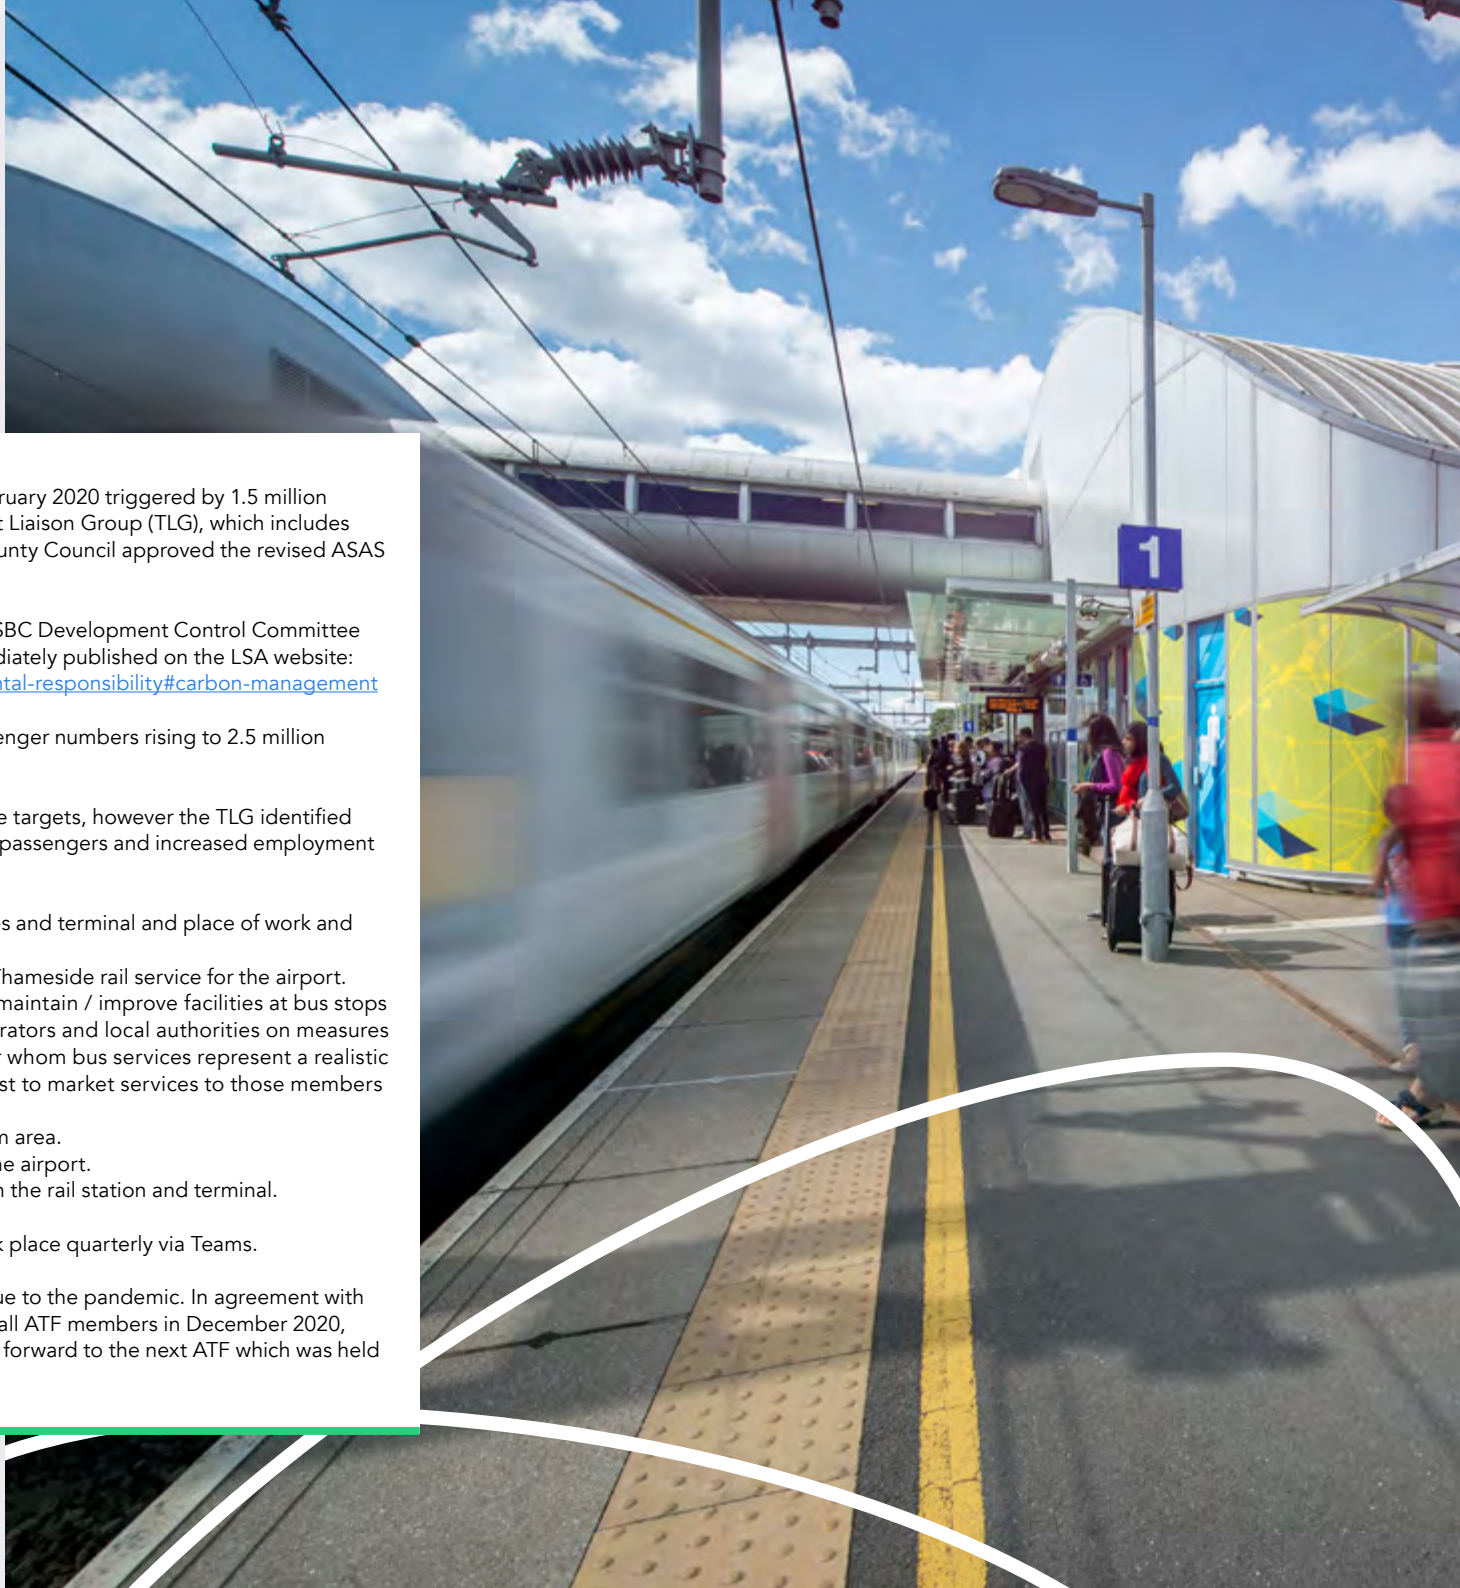 ruary 2020 triggered by 1.5 million
t Liaison Group (TLG), which includes
unty Council approved the revised ASAS
SBC Development Control Committee
diately published on the LSA website:
ntal-responsibility#carbon-management
enger numbers rising to 2.5 million
e targets, however the TLG identified
passengers and increased employment
s and terminal and place of work and
Thameside rail service for the airport.
maintain / improve facilities at bus stops
rators and local authorities on measures
r whom bus services represent a realistic
st to market services to those members
n area.
he airport.
n the rail station and terminal.
k place quarterly via Teams.
ue to the pandemic. In agreement with
all ATF members in December 2020,
forward to the next ATF which was held
1